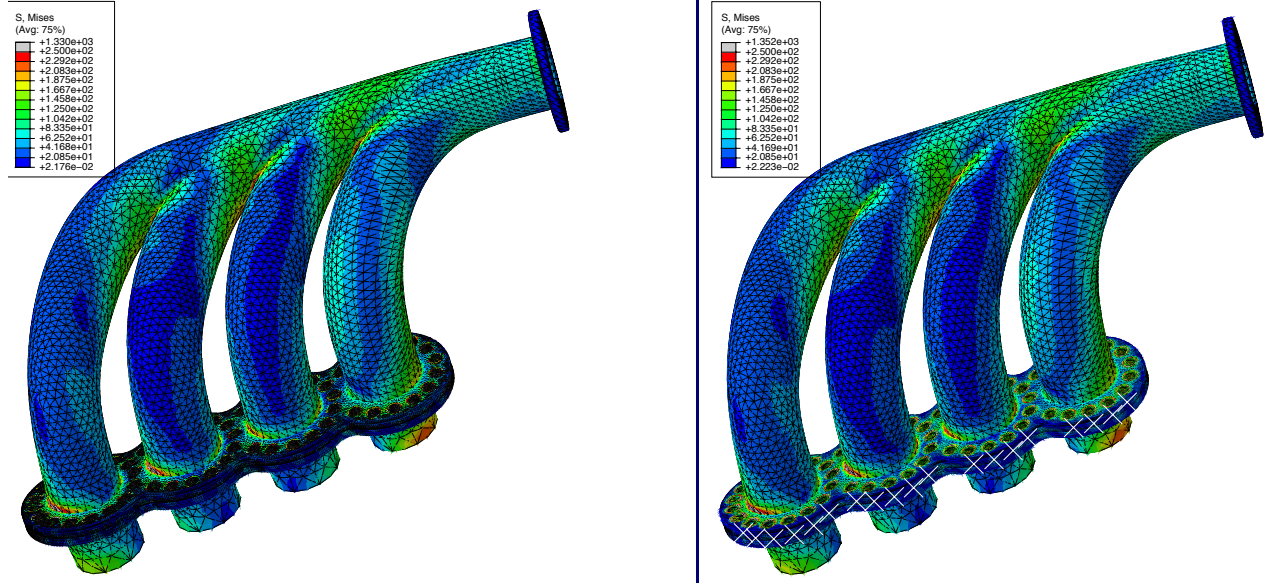 S, Mises
(Avg: 75%)
+1.330e+03
+2.500e+02
+2.292e+02
+2.083e+02
+1.875e+02
+1.667e+02
+1.458e+02
+1.250e+02
+1.042e+02
+8.335e+01
+6.252e+01
+4.168e+01
+2.085e+01
+2.176e-02
S, Mises
(Avg: 75%)
+1.352e+03
+2.500e+02
+2.292e+02
+2.083e+02
+1.875e+02
+1.667e+02
+1.458e+02
+1.250e+02
+1.042e+02
+8.335e+01
+6.252e+01
+4.169e+01
+2.085e+01
+2.223e-02